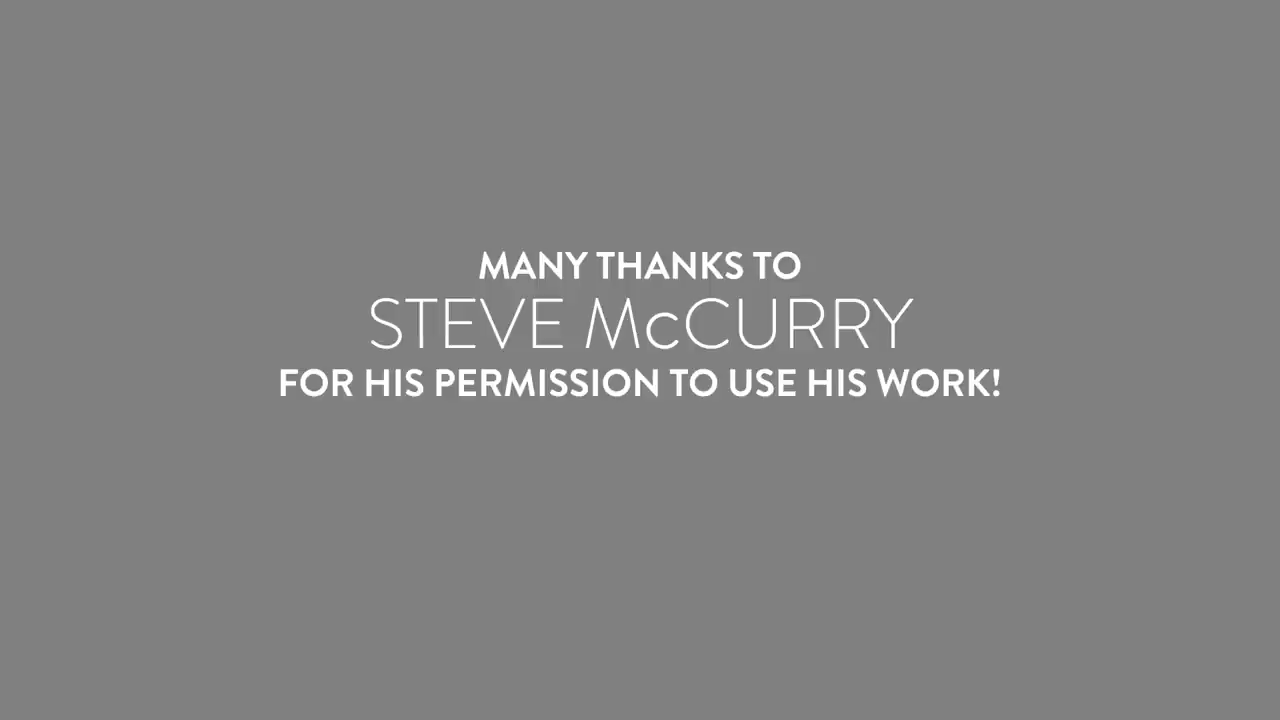 MANY THANKS TO
STEVE McCURRY
FOR HIS PERMISSION TO USE HIS WORK!